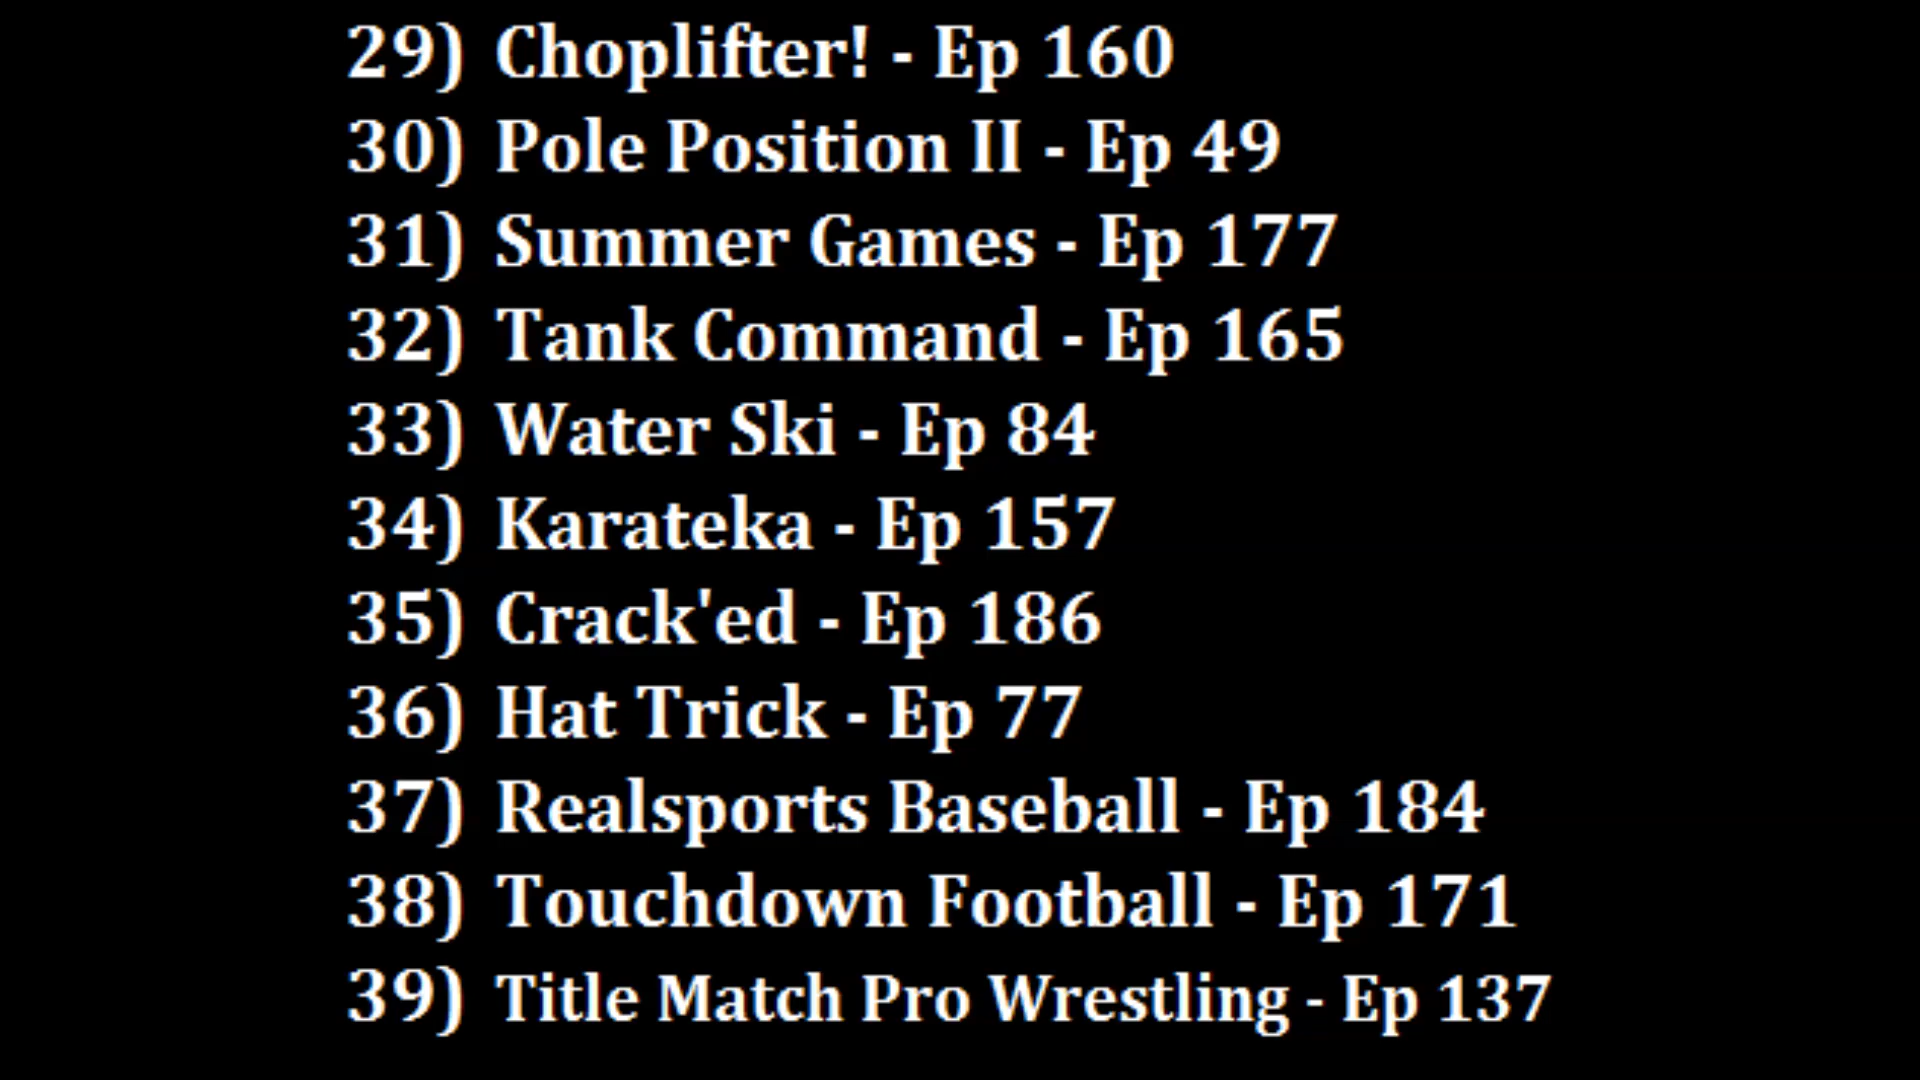 29) Choplifter! - Ep 160
30) Pole Position II - Ep 49
31) Summer Games - Ep 177
32) Tank Command - Ep 165
33) Water Ski - Ep 84
34) Karateka - Ep 157
35) Crack'ed - Ep 186
36) Hat Trick - Ep 77
37) Realsports Baseball - Ep 184
38) Touchdown Football - Ep 171
39) Title Match Pro Wrestling - Ep 137